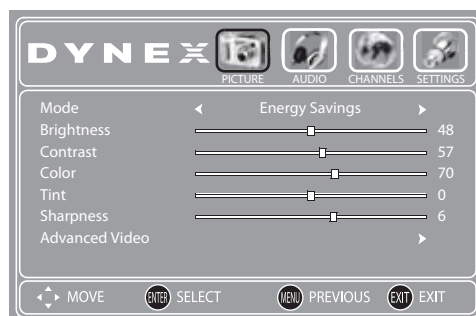 DYNEX
PICTURE AUDIO CHANNELS SETTINGS
Mode Energy Savings
Brightness 48
Contrast 57
Color 70
Tint 0
Sharpness 6
Advanced Video
MOVE ENTER SELECT MENU PREVIOUS EXIT EXIT